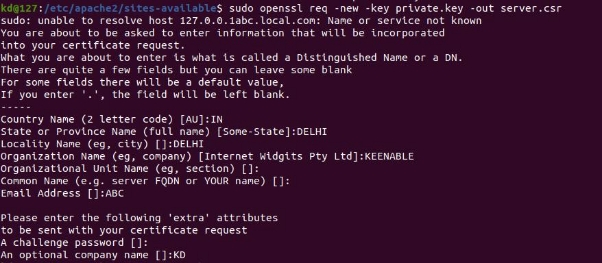 kd@127:/etc/apache2/sites-available$ sudo openssl req -new -key private.key -out server.csr
sudo: unable to resolve host 127.0.0.1abc.local.com: Name or service not known
You are about to be asked to enter information that will be incorporated
into your certificate request.
What you are about to enter is what is called a Distinguished Name or a DN.
There are quite a few fields but you can leave some blank
For some fields there will be a default value,
If you enter '.', the field will be left blank.
-----
Country Name (2 letter code) [AU]:IN
State or Province Name (full name) [Some-State]:DELHI
Locality Name (eg, city) []:DELHI
Organization Name (eg, company) [Internet Widgits Pty Ltd]:KEENABLE
Organizational Unit Name (eg, section) []:
Common Name (e.g. server FQDN or YOUR name) []:
Email Address []:ABC
Please enter the following 'extra' attributes
to be sent with your certificate request
A challenge password []:
An optional company name []:KD